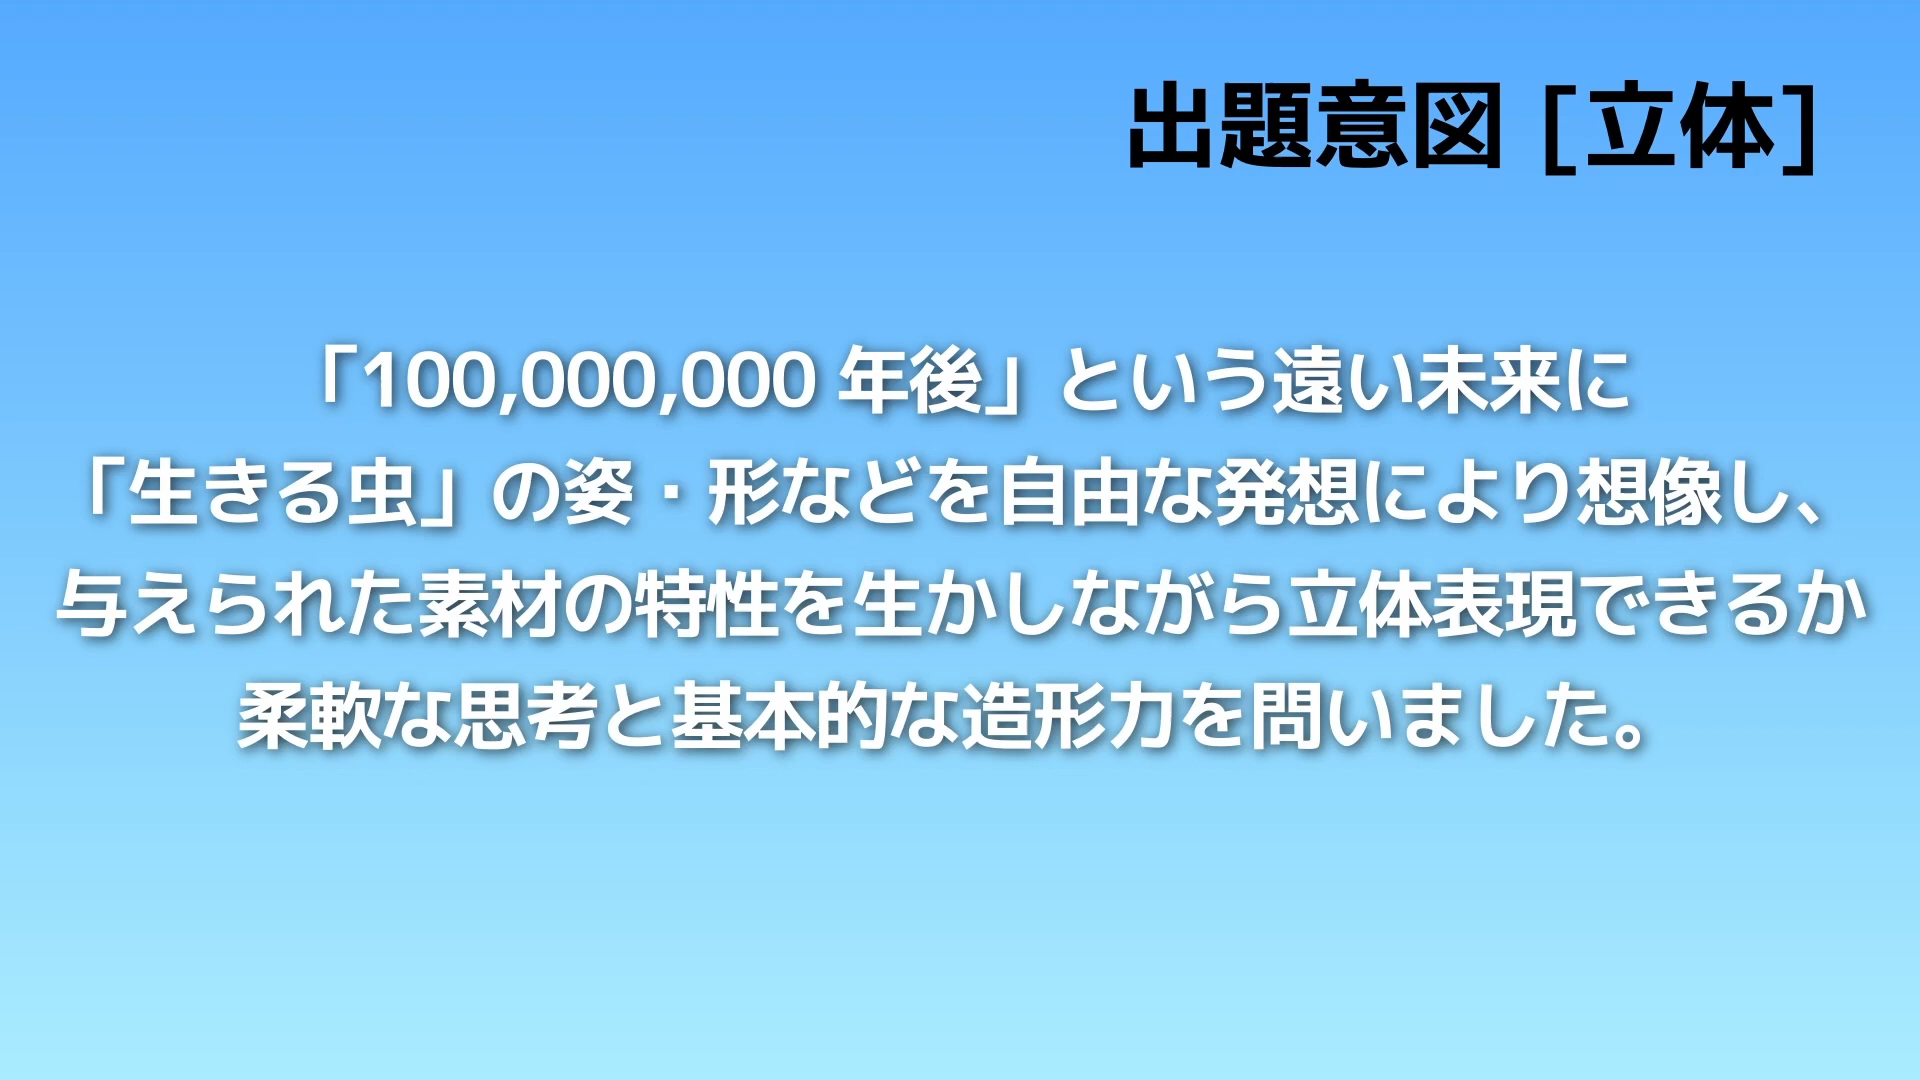 出題意図 [立体]
「100,000,000 年後」という遠い未来に
「生きる虫」の姿・形などを自由な発想により想像し、
与えられた素材の特性を生かしながら立体表現できるか
柔軟な思考と基本的な造形力を問いました。